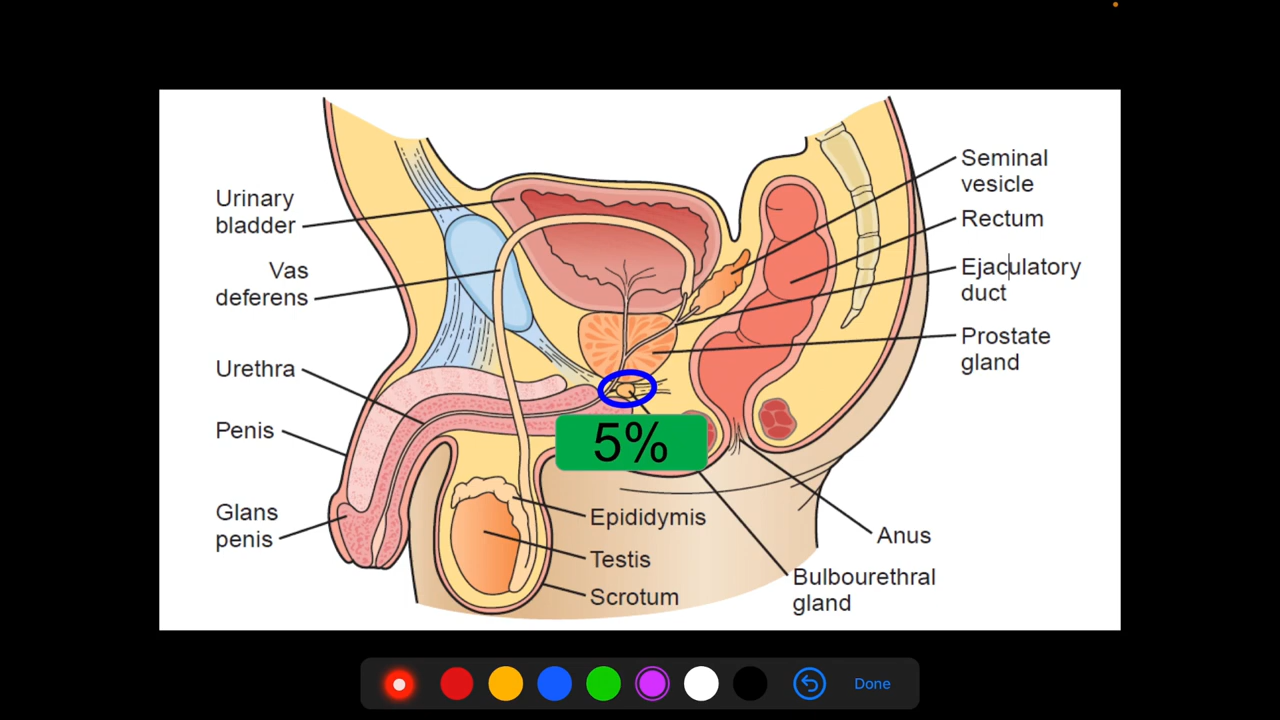 Urinary
bladder
Vas
deferens
Urethra
Penis
Glans
penis
5%
Epididymis
Testis
Scrotum
Seminal
vesicle
Rectum
Ejaculatory
duct
Prostate
gland
Anus
Bulbourethral
gland
Done